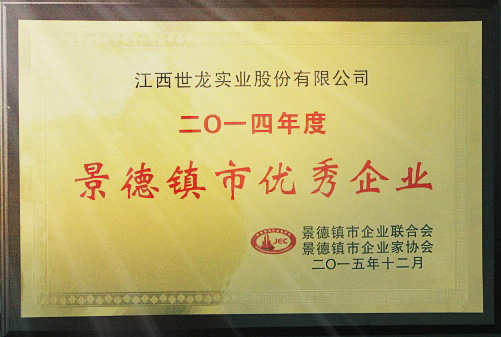 江西世龙实业股份有限公司
二〇一四年度
景德镇市优秀企业
JEC
景德镇市企业联合会
景德镇市企业家协会
二〇一五年十二月